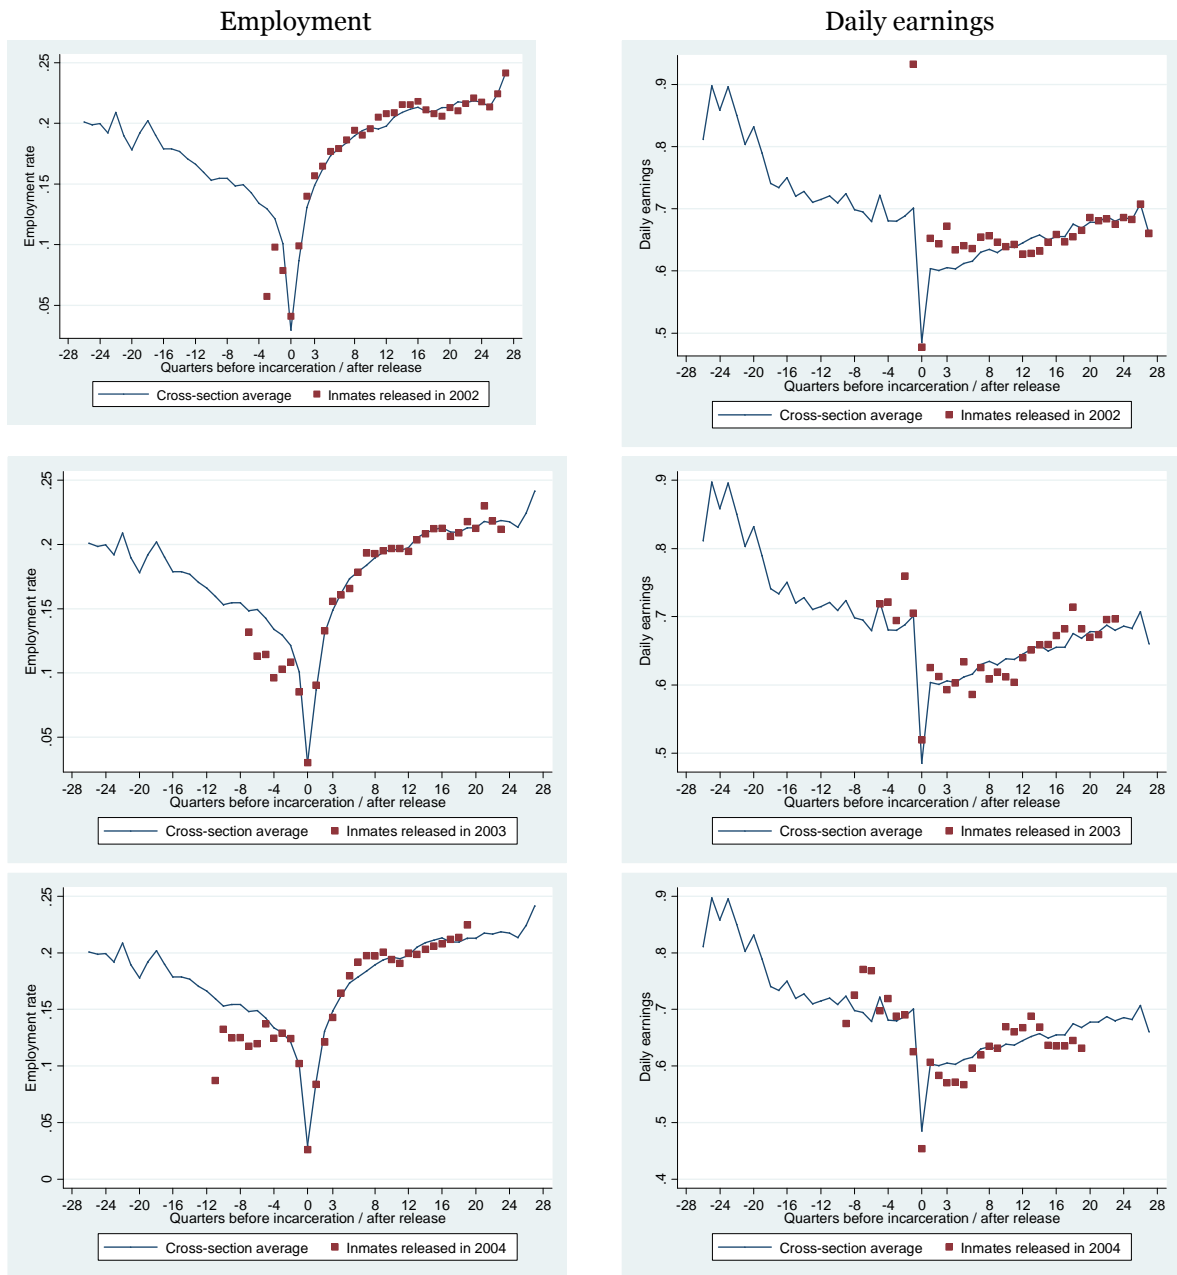 Employment
Daily earnings
.25
.2
.15
.1
.05
Employment rate
-28 -24 -20 -16 -12 -8 -4 0 3 8 12 16 20 24 28
Quarters before incarceration / after release
Cross-section average Inmates released in 2002
.9
.8
.7
.6
.5
Daily earnings
-28 -24 -20 -16 -12 -8 -4 0 3 8 12 16 20 24 28
Quarters before incarceration / after release
Cross-section average Inmates released in 2002
.25
.2
.15
.1
.05
Employment rate
-28 -24 -20 -16 -12 -8 -4 0 3 8 12 16 20 24 28
Quarters before incarceration / after release
Cross-section average Inmates released in 2003
.9
.8
.7
.6
.5
Daily earnings
-28 -24 -20 -16 -12 -8 -4 0 3 8 12 16 20 24 28
Quarters before incarceration / after release
Cross-section average Inmates released in 2003
.25
.2
.15
.1
.05
0
Employment rate
-28 -24 -20 -16 -12 -8 -4 0 3 8 12 16 20 24 28
Quarters before incarceration / after release
Cross-section average Inmates released in 2004
.9
.8
.7
.6
.5
.4
Daily earnings
-28 -24 -20 -16 -12 -8 -4 0 3 8 12 16 20 24 28
Quarters before incarceration / after release
Cross-section average Inmates released in 2004